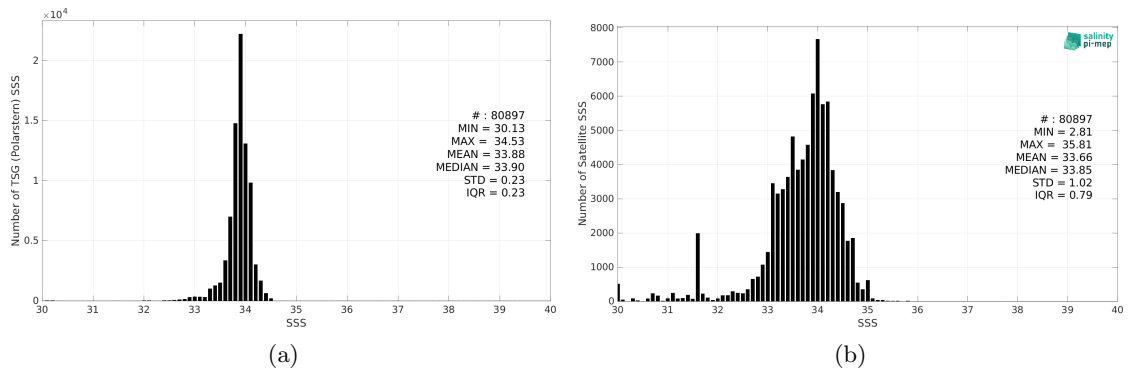 ×10⁴
2
1.5
1
0.5
0
Number of TSG (Polarstern) SSS
# : 80897
MIN = 30.13
MAX = 34.53
MEAN = 33.88
MEDIAN = 33.90
STD = 0.23
IQR = 0.23
30 31 32 33 34 35 36 37 38 39 40
SSS
(a)
8000
7000
6000
5000
4000
3000
2000
1000
0
Number of Satellite SSS
salinity
pi-mep
# : 80897
MIN = 2.81
MAX = 35.81
MEAN = 33.66
MEDIAN = 33.85
STD = 1.02
IQR = 0.79
30 31 32 33 34 35 36 37 38 39 40
SSS
(b)